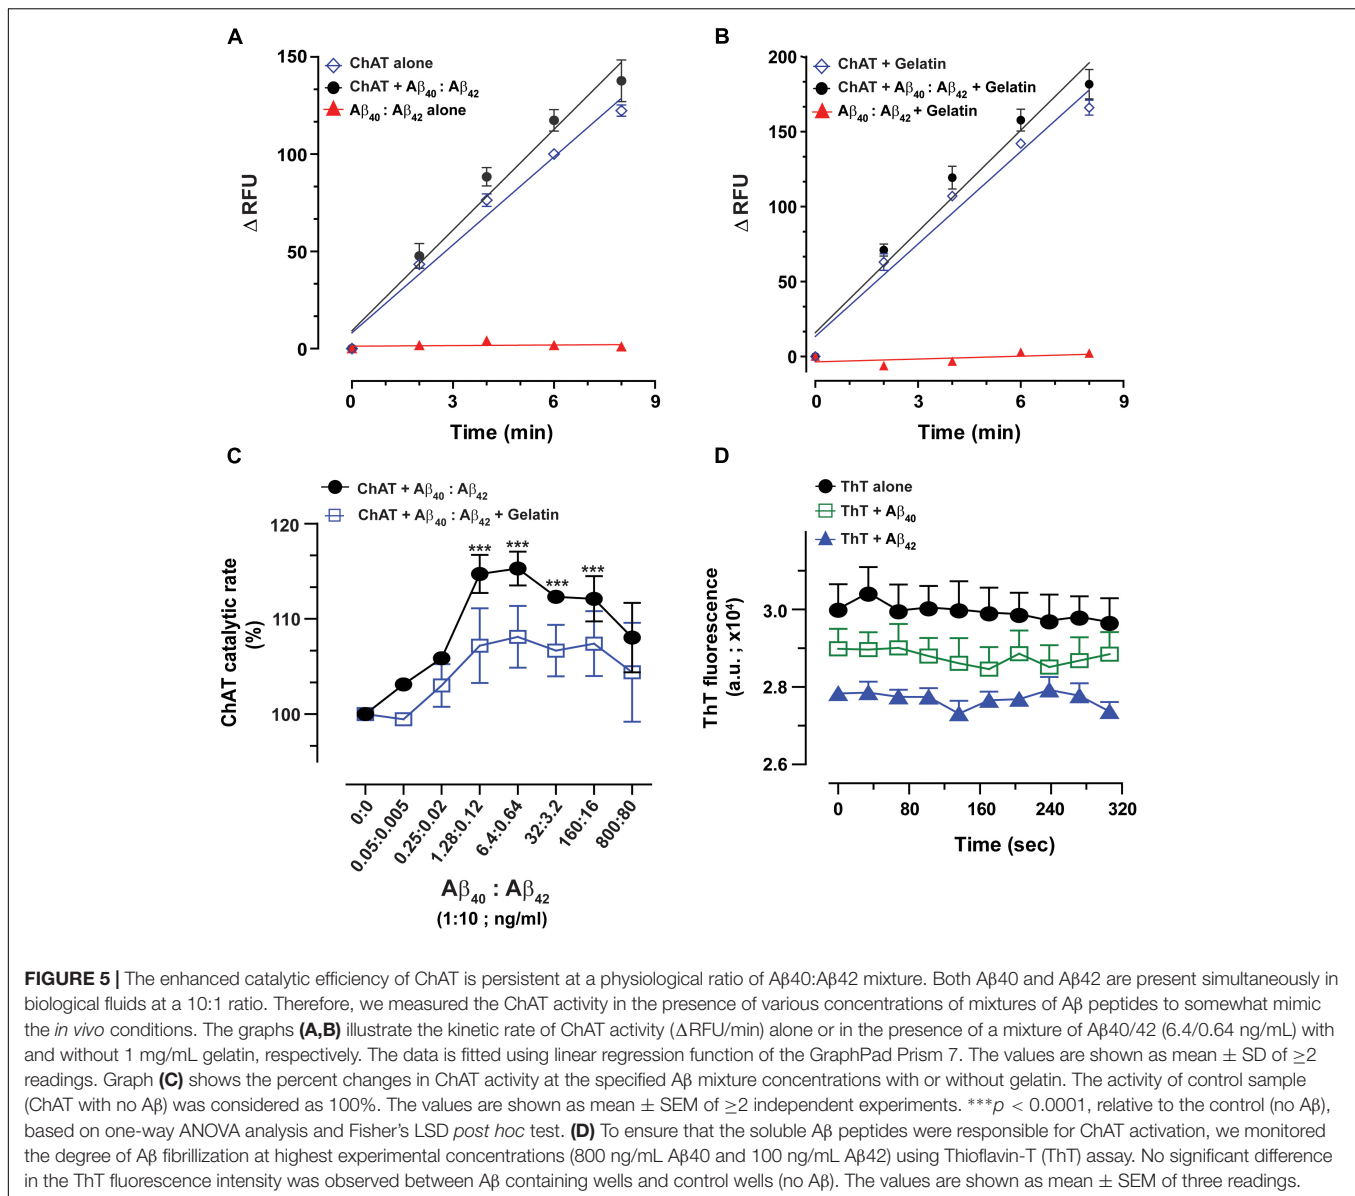 A
ChAT alone
ChAT + Aβ40 : Aβ42
Aβ40 : Aβ42 alone
150
100
50
0
Δ RFU
0 3 6 9
Time (min)
B
ChAT + Gelatin
ChAT + Aβ40 : Aβ42 + Gelatin
Aβ40 : Aβ42 + Gelatin
200
150
100
50
0
Δ RFU
0 3 6 9
Time (min)
C
ChAT + Aβ40 : Aβ42
ChAT + Aβ40 : Aβ42 + Gelatin
120
110
100
ChAT catalytic rate
(%)
*** *** *** ***
0:0
0.05:0.005
0.25:0.02
1.28:0.12
6.4:0.64
32:3.2
160:16
800:80
Aβ40 : Aβ42
(1:10 ; ng/ml)
D
ThT alone
ThT + Aβ40
ThT + Aβ42
3.0
2.8
2.6
ThT fluorescence
(a.u. ; x10⁴)
0 80 160 240 320
Time (sec)
FIGURE 5 | The enhanced catalytic efficiency of ChAT is persistent at a physiological ratio of Aβ40:Aβ42 mixture. Both Aβ40 and Aβ42 are present simultaneously in
biological fluids at a 10:1 ratio. Therefore, we measured the ChAT activity in the presence of various concentrations of mixtures of Aβ peptides to somewhat mimic
the in vivo conditions. The graphs (A,B) illustrate the kinetic rate of ChAT activity (ΔRFU/min) alone or in the presence of a mixture of Aβ40/42 (6.4/0.64 ng/mL) with
and without 1 mg/mL gelatin, respectively. The data is fitted using linear regression function of the GraphPad Prism 7. The values are shown as mean ± SD of ≥2
readings. Graph (C) shows the percent changes in ChAT activity at the specified Aβ mixture concentrations with or without gelatin. The activity of control sample
(ChAT with no Aβ) was considered as 100%. The values are shown as mean ± SEM of ≥2 independent experiments. ***p < 0.0001, relative to the control (no Aβ),
based on one-way ANOVA analysis and Fisher's LSD post hoc test. (D) To ensure that the soluble Aβ peptides were responsible for ChAT activation, we monitored
the degree of Aβ fibrillization at highest experimental concentrations (800 ng/mL Aβ40 and 100 ng/mL Aβ42) using Thioflavin-T (ThT) assay. No significant difference
in the ThT fluorescence intensity was observed between Aβ containing wells and control wells (no Aβ). The values are shown as mean ± SEM of three readings.